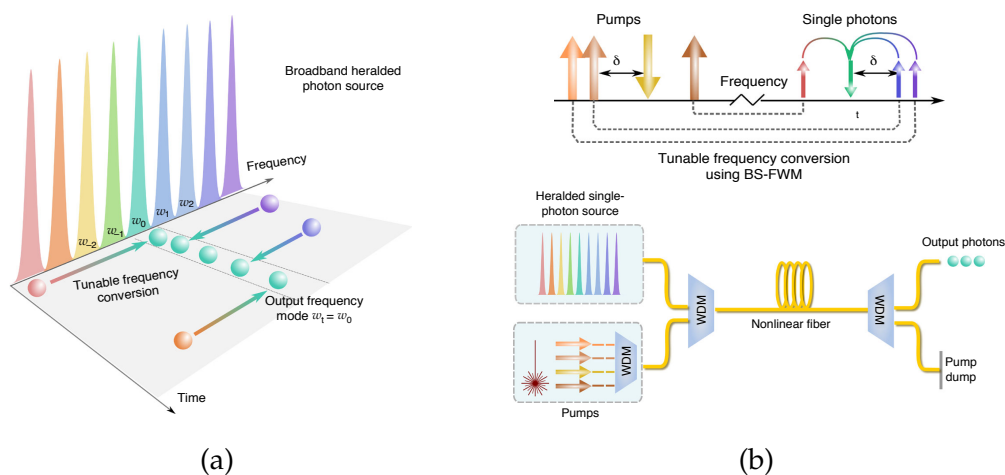 Broadband heralded
photon source
Frequency
w₋₂
w₋₁
w₀
w₁
w₂
Tunable frequency
conversion
Output frequency
mode wₜ = w₀
Time
(a)
Pumps
Single photons
δ
δ
Frequency
t
Tunable frequency conversion
using BS-FWM
Heralded single-
photon source
WDM
Pumps
WDM
Nonlinear fiber
WDM
Output photons
Pump
dump
(b)